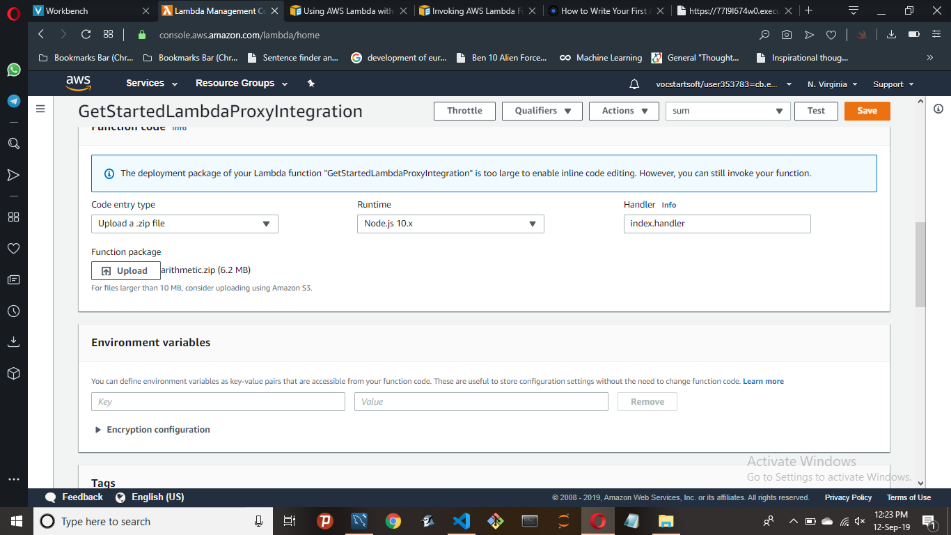 Workbench
Lambda Management C
Using AWS Lambda with
Invoking AWS Lambda F
How to Write Your First
https://77l9l674w0.execu
console.aws.amazon.com/lambda/home
Bookmarks Bar (Chr...
Bookmarks Bar (Chr...
Sentence finder an...
development of eur...
Ben 10 Alien Force...
Machine Learning
General "Thought...
Inspirational thoug...
aws
Services
Resource Groups
vocstartsoft/user353783=cb.e...
N. Virginia
Support
GetStartedLambdaProxyIntegration
Throttle
Qualifiers
Actions
sum
Test
Save
Function code Info
The deployment package of your Lambda function "GetStartedLambdaProxyIntegration" is too large to enable inline code editing. However, you can still invoke your function.
Code entry type
Runtime
Handler Info
Upload a .zip file
Node.js 10.x
index.handler
Function package
Upload
arithmetic.zip (6.2 MB)
For files larger than 10 MB, consider uploading using Amazon S3.
Environment variables
You can define environment variables as key-value pairs that are accessible from your function code. These are useful to store configuration settings without the need to change function code. Learn more
Key
Value
Remove
Encryption configuration
Tags
Activate Windows
Go to Settings to activate Windows.
Feedback
English (US)
© 2008 - 2019, Amazon Web Services, Inc. or its affiliates. All rights reserved.
Privacy Policy
Terms of Use
Type here to search
12:23 PM
12-Sep-19
1